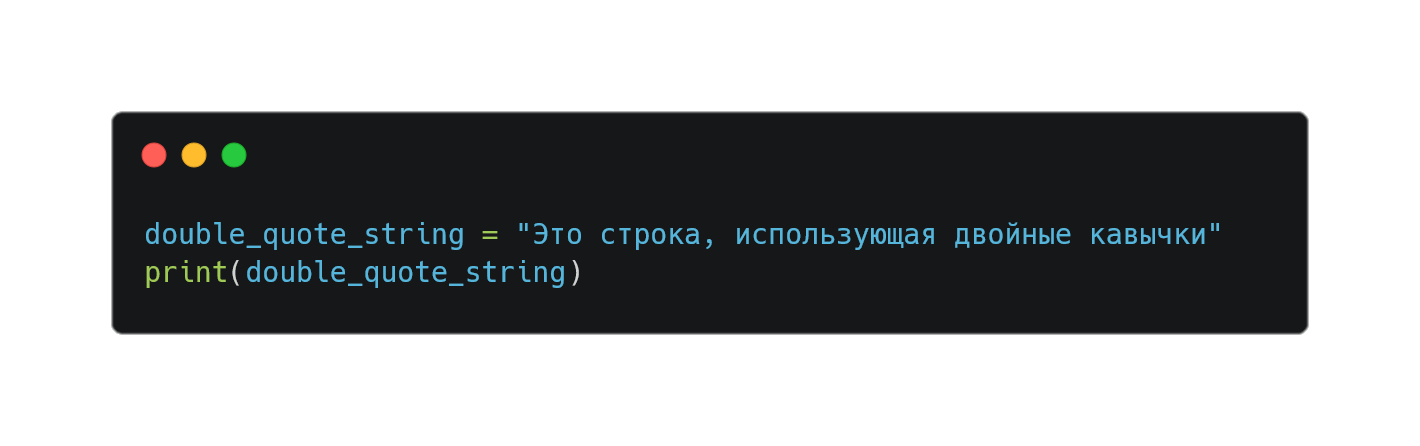 double_quote_string = "Это строка, использующая двойные кавычки"
print(double_quote_string)